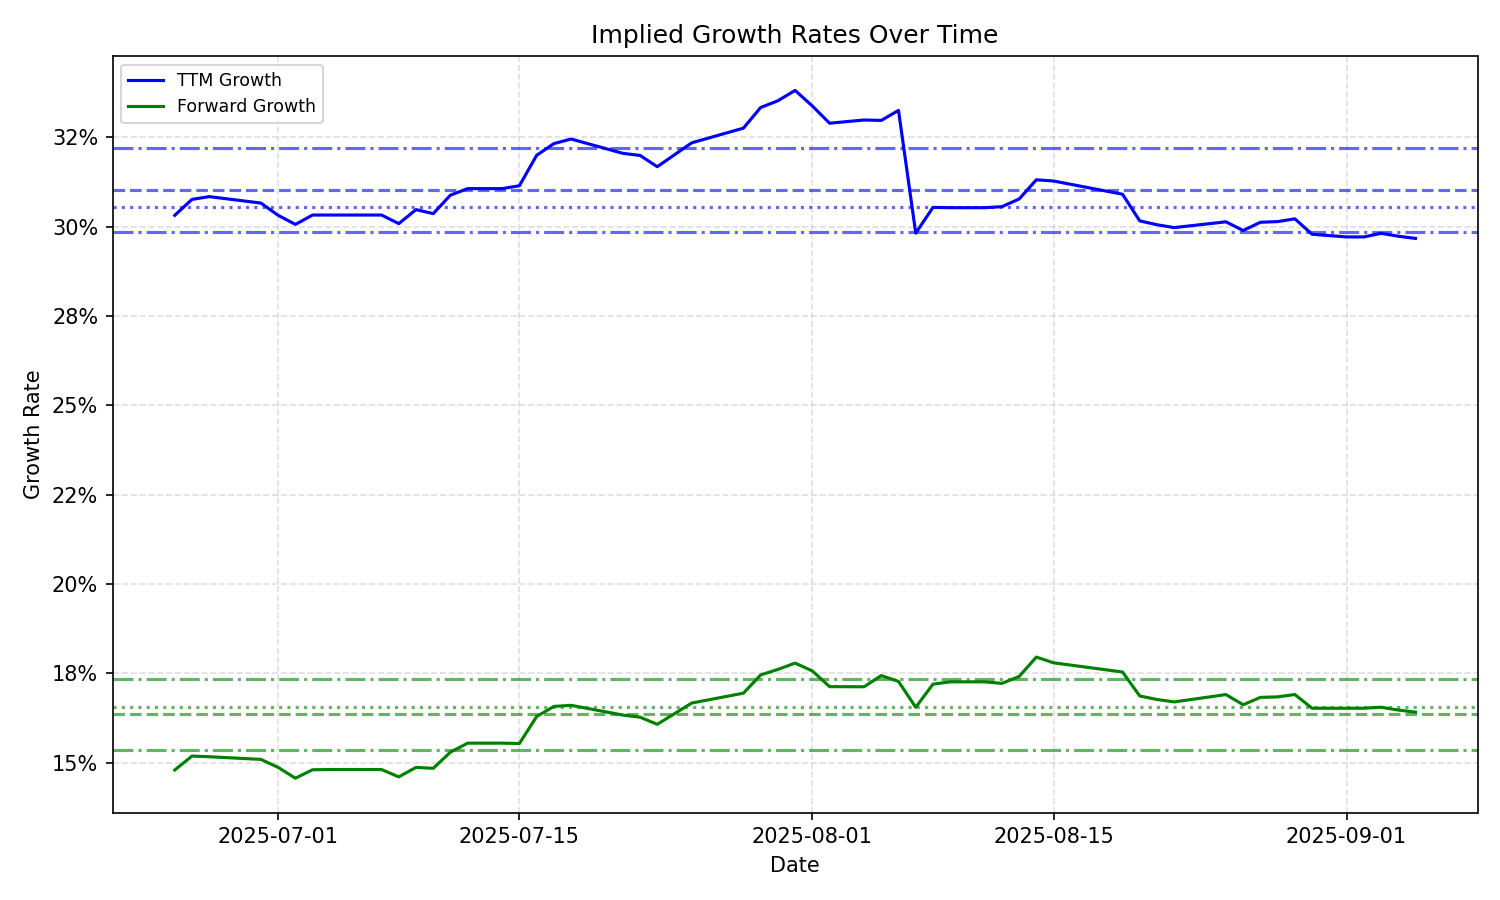 Implied Growth Rates Over Time
TTM Growth
Forward Growth
32%
30%
28%
25%
22%
20%
18%
15%
Growth Rate
2025-07-01
2025-07-15
2025-08-01
2025-08-15
2025-09-01
Date